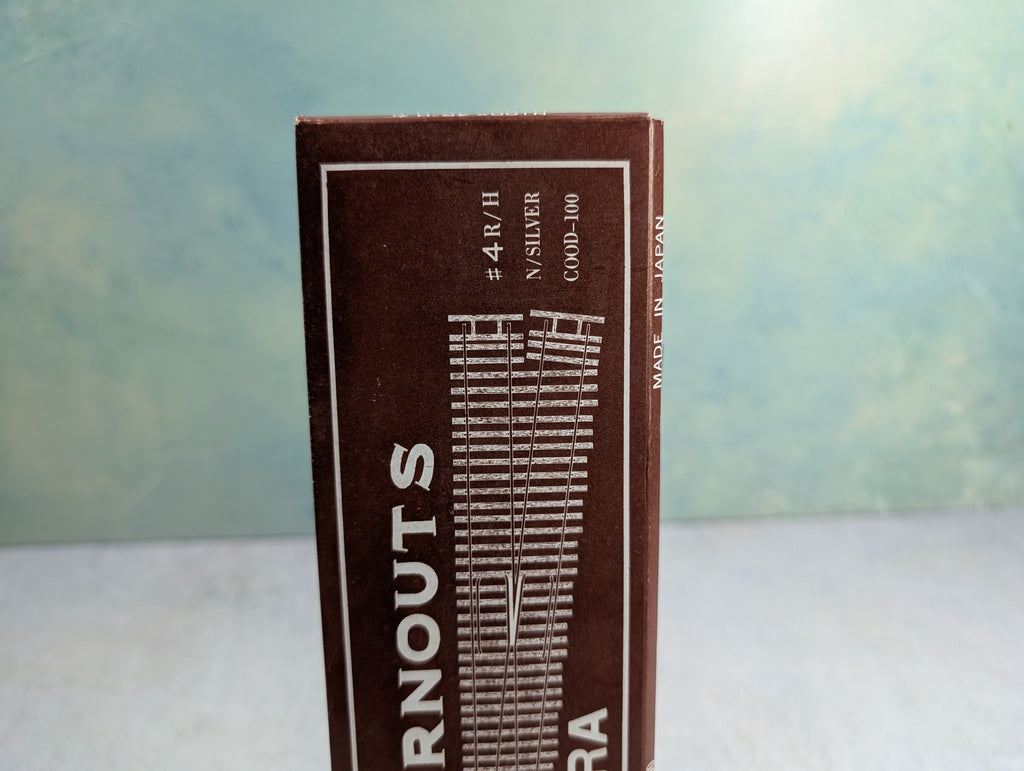 #4 R/H
N/SILVER
COOD-100
RNOUTS
RA
MADE IN JAPAN